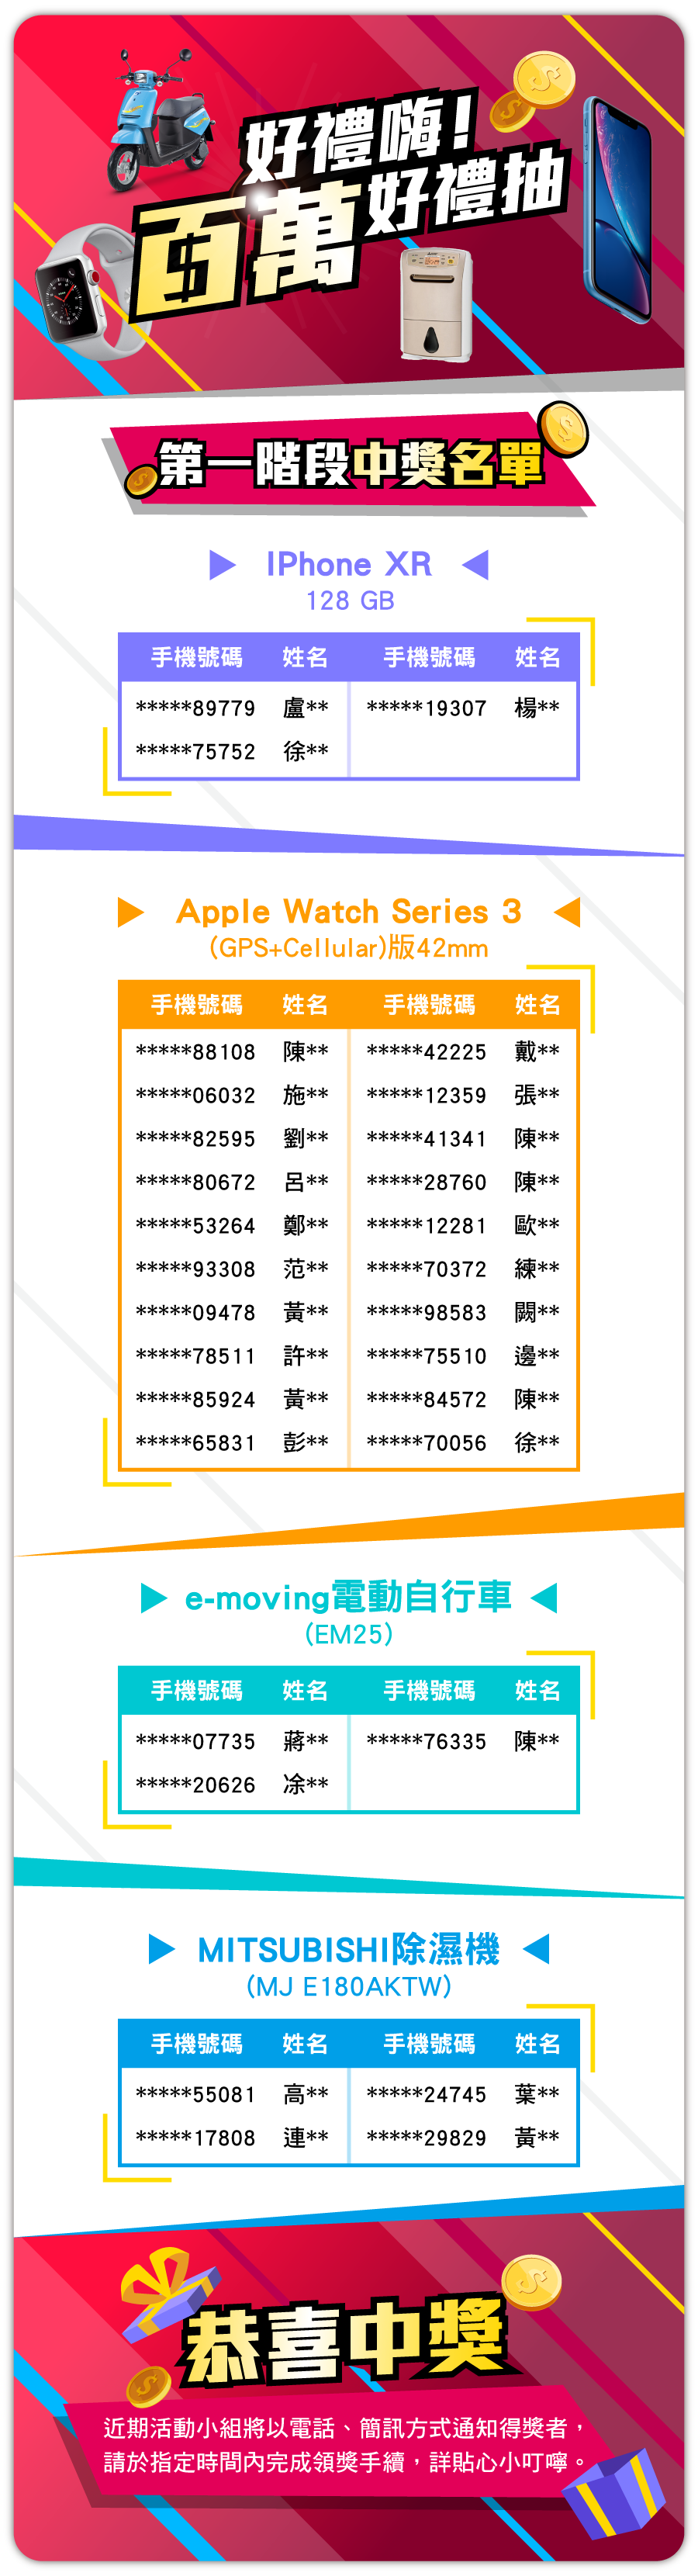 好禮嗨!
百萬好禮抽
第一階段中獎名單
IPhone XR
128 GB
手機號碼 姓名 手機號碼 姓名
*****89779 盧** *****19307 楊**
*****75752 徐**
Apple Watch Series 3
(GPS+Cellular)版42mm
手機號碼 姓名 手機號碼 姓名
*****88108 陳** *****42225 戴**
*****06032 施** *****12359 張**
*****82595 劉** *****41341 陳**
*****80672 呂** *****28760 陳**
*****53264 鄭** *****12281 歐**
*****93308 范** *****70372 練**
*****09478 黃** *****98583 闕**
*****78511 許** *****75510 邊**
*****85924 黃** *****84572 陳**
*****65831 彭** *****70056 徐**
e-moving電動自行車
(EM25)
手機號碼 姓名 手機號碼 姓名
*****07735 蔣** *****76335 陳**
*****20626 凃**
MITSUBISHI除濕機
(MJ E180AKTW)
手機號碼 姓名 手機號碼 姓名
*****55081 高** *****24745 葉**
*****17808 連** *****29829 黃**
恭喜中獎
近期活動小組將以電話、簡訊方式通知得獎者，
請於指定時間內完成領獎手續，詳貼心小叮嚀。